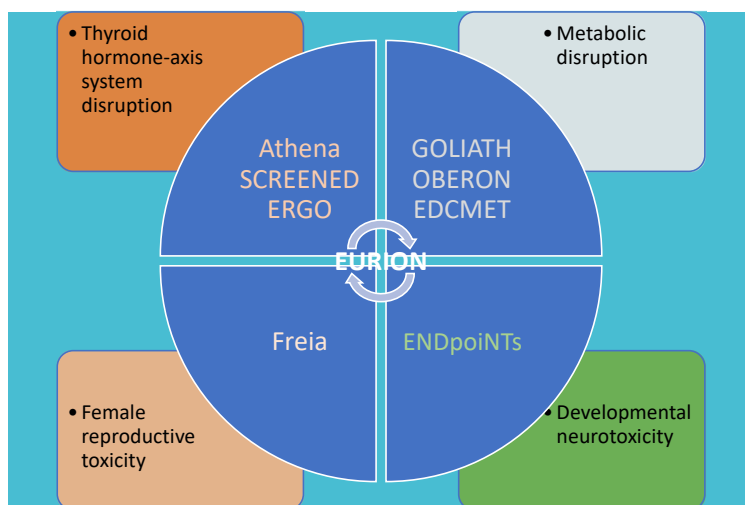 • Thyroid
hormone-axis
system
disruption
• Metabolic
disruption
Athena
SCREENED
ERGO
GOLIATH
OBERON
EDCMET
EURION
Freia
ENDpoiNTs
• Female
reproductive
toxicity
• Developmental
neurotoxicity